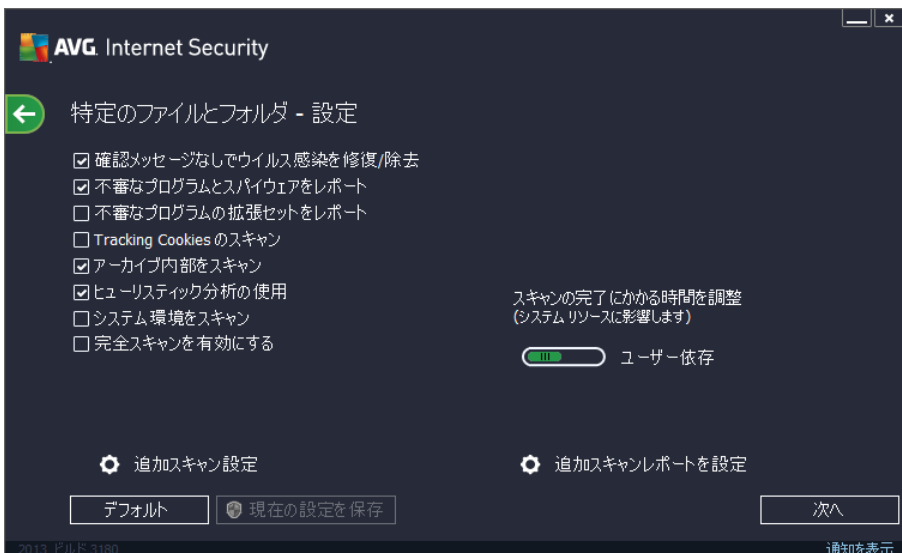 AVG. Internet Security
特定のファイルとフォルダ - 設定
確認メッセージなしでウイルス感染を修復/除去
不審なプログラムとスパイウェアをレポート
不審なプログラムの拡張セットをレポート
Tracking Cookies のスキャン
アーカイブ内部をスキャン
ヒューリスティック分析の使用
システム環境をスキャン
完全スキャンを有効にする
スキャンの完了にかかる時間を調整
(システム リソースに影響します)
ユーザー依存
追加スキャン設定
追加スキャンレポートを設定
デフォルト
現在の設定を保存
次へ
2013 ビルド 3180
通知を表示